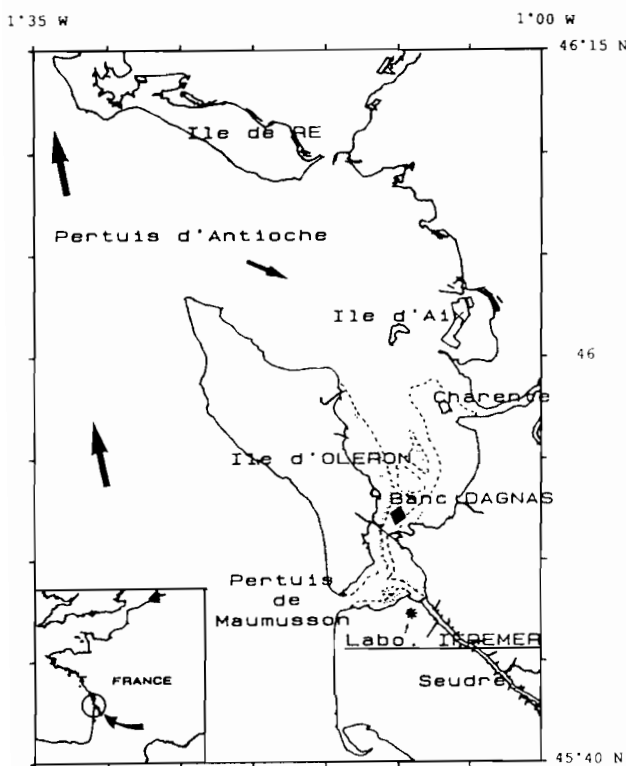 1°35 W
1°00 W
46°15 N
Ile de RE
Pertuis d'Antioche
Ile d'Aix
46
Charente
Ile d'OLERON
Banc DAGNAS
Pertuis
de
Maumusson
Labo. IFREMER
FRANCE
Seudre
45°40 N